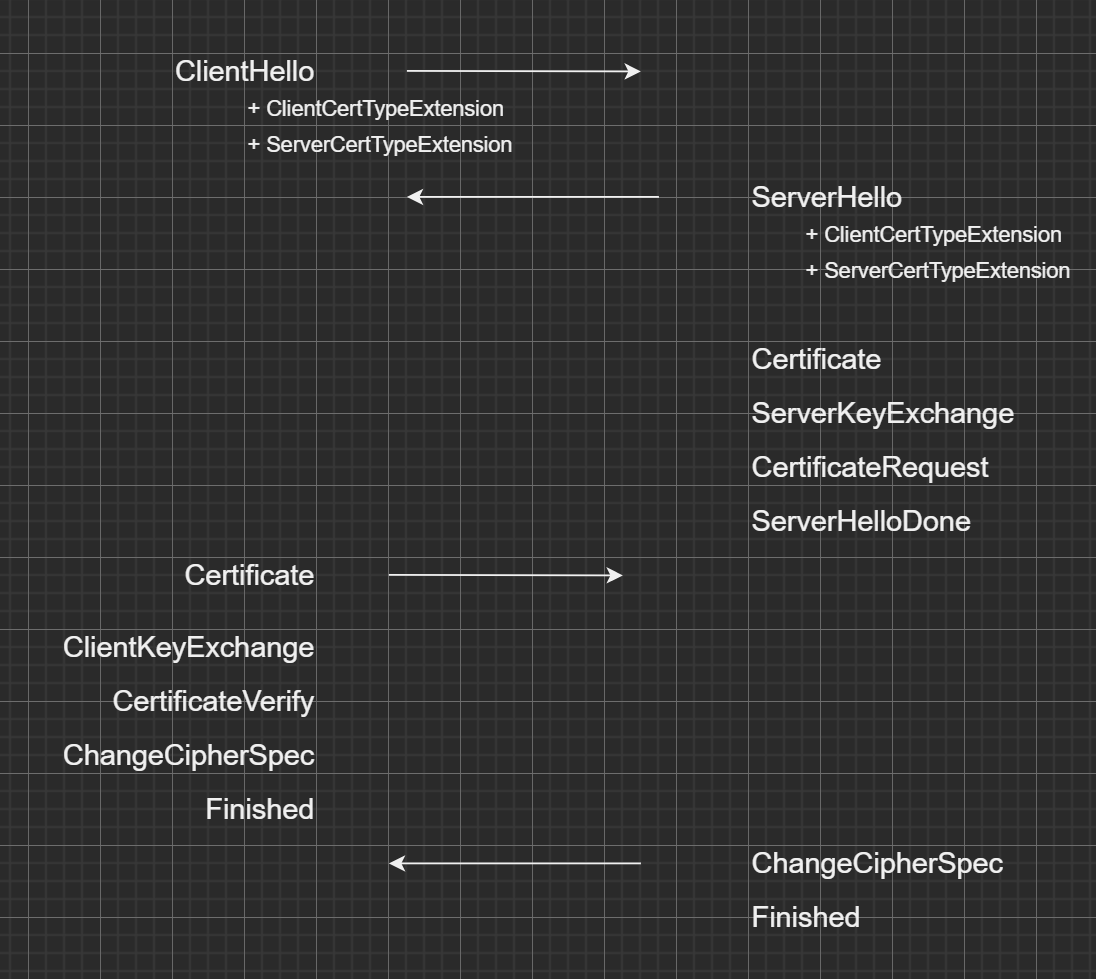 ClientHello
+ ClientCertTypeExtension
+ ServerCertTypeExtension
ServerHello
+ ClientCertTypeExtension
+ ServerCertTypeExtension
Certificate
ServerKeyExchange
CertificateRequest
ServerHelloDone
Certificate
ClientKeyExchange
CertificateVerify
ChangeCipherSpec
Finished
ChangeCipherSpec
Finished